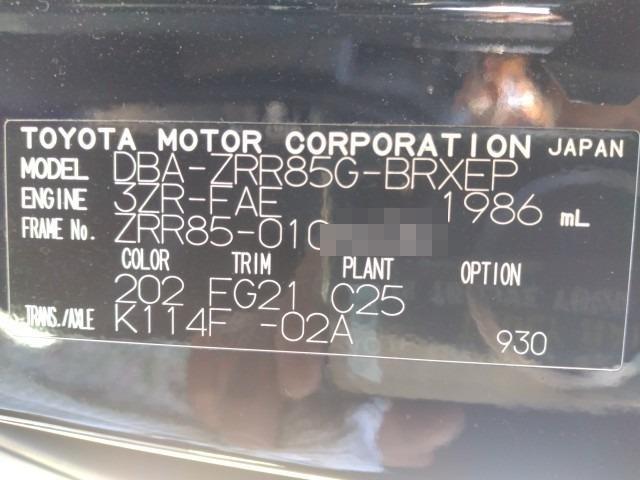 TOYOTA MOTOR CORPORATION JAPAN
MODEL DBA-ZRR85G-BRXEP
ENGINE 3ZR-FAE 1986 mL
FRAME No. ZRR85-010
COLOR TRIM PLANT OPTION
202 FG21 C25
TRANS./AXLE K114F -02A 930